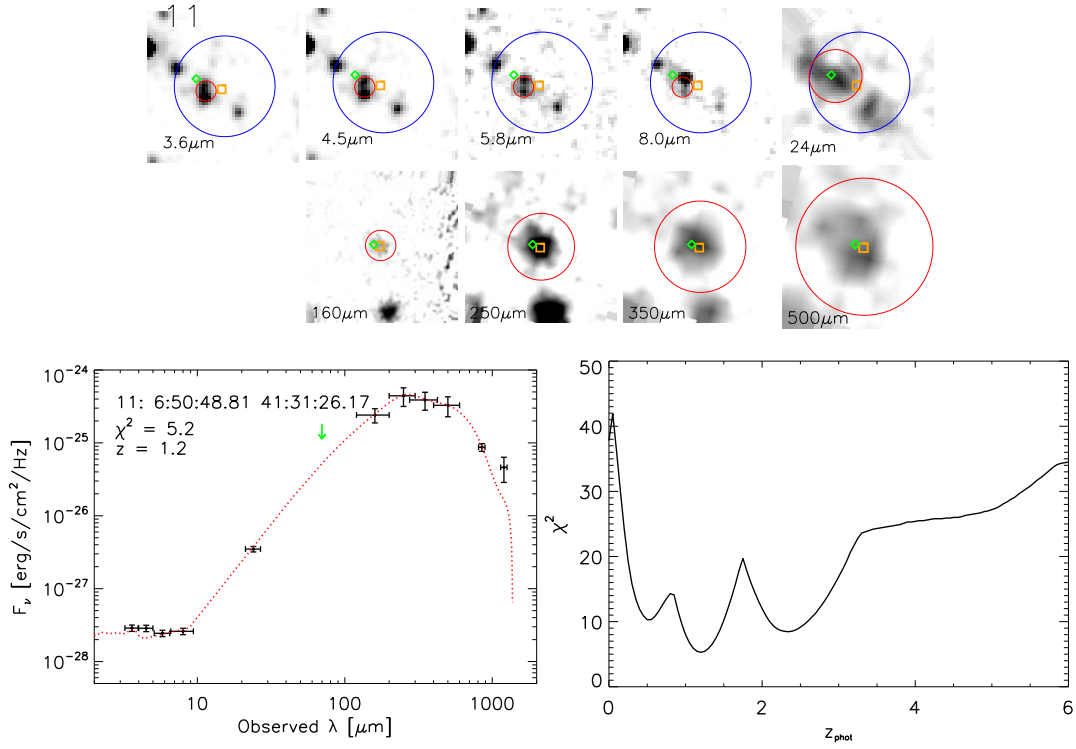 11
3.6μm
4.5μm
5.8μm
8.0μm
24μm
160μm
250μm
350μm
500μm
11: 6:50:48.81 41:31:26.17
χ² = 5.2
z = 1.2
F_ν [erg/s/cm²/Hz]
10⁻²⁴
10⁻²⁵
10⁻²⁶
10⁻²⁷
10⁻²⁸
10
100
1000
Observed λ [μm]
χ²
50
40
30
20
10
0
0
2
4
6
z_phot